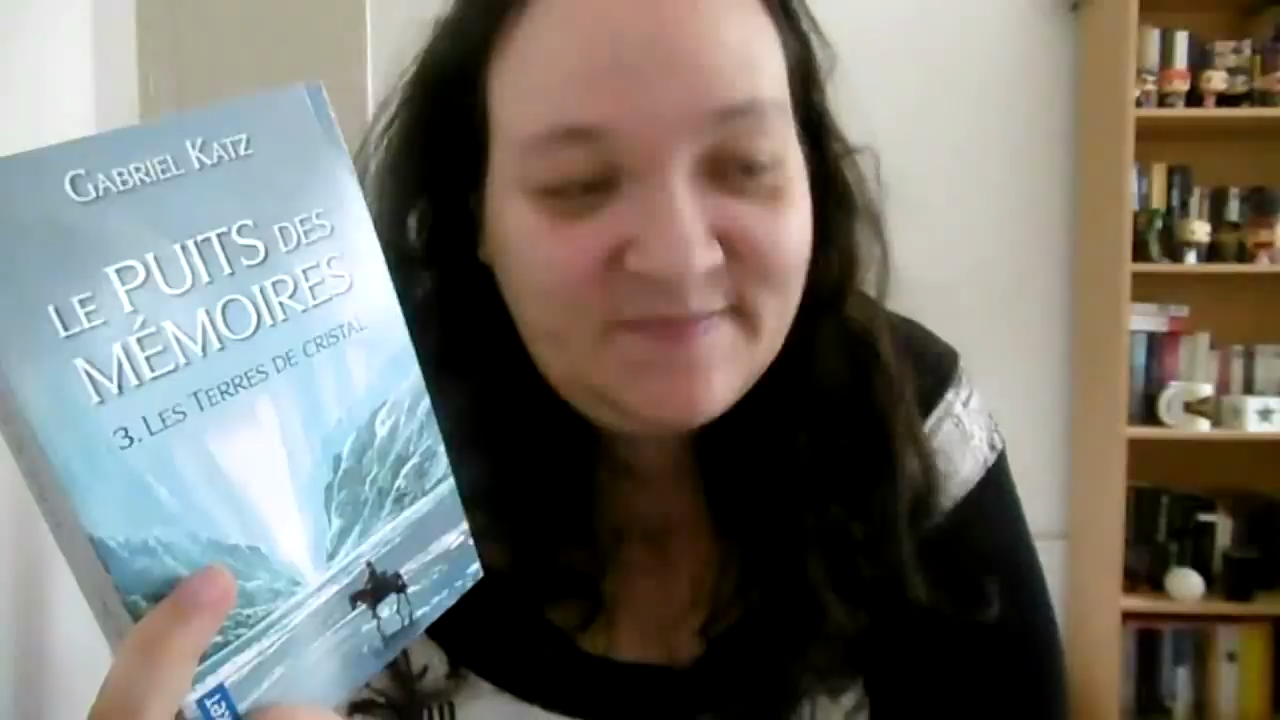 GABRIEL KATZ
LE PUITS DES
MÉMOIRES
3. LES TERRES DE CRISTAL